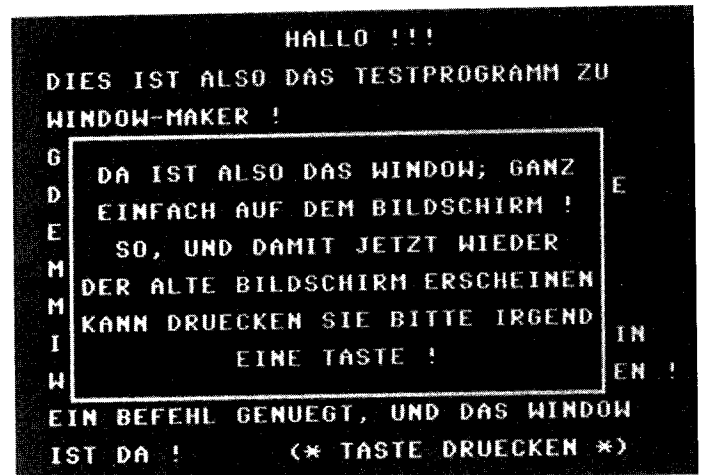 HALLO !!!
DIES IST ALSO DAS TESTPROGRAMM ZU
WINDOW-MAKER !
G
DA IST ALSO DAS WINDOW; GANZ
D E
EINFACH AUF DEM BILDSCHIRM !
E
SO, UND DAMIT JETZT WIEDER
M
DER ALTE BILDSCHIRM ERSCHEINEN
M
KANN DRUECKEN SIE BITTE IRGEND
I IN
EINE TASTE !
W EN !
EIN BEFEHL GENUEGT, UND DAS WINDOW
IST DA ! (* TASTE DRUECKEN *)